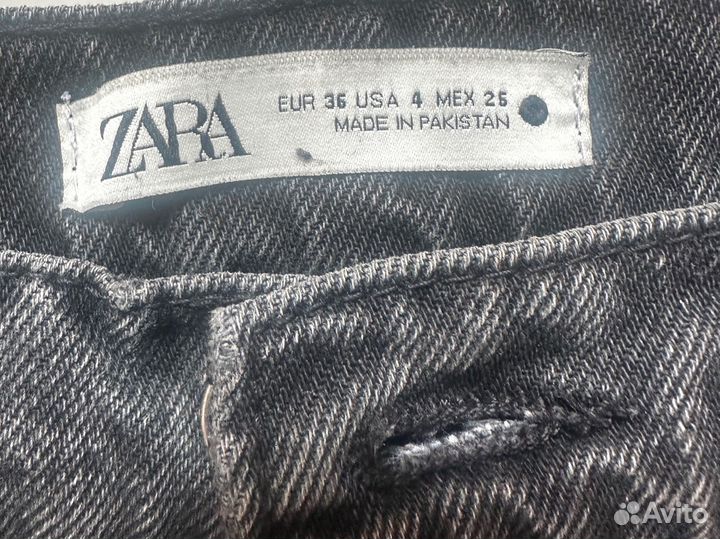 ZARA
EUR 36 USA 4 MEX 26
MADE IN PAKISTAN
Avito